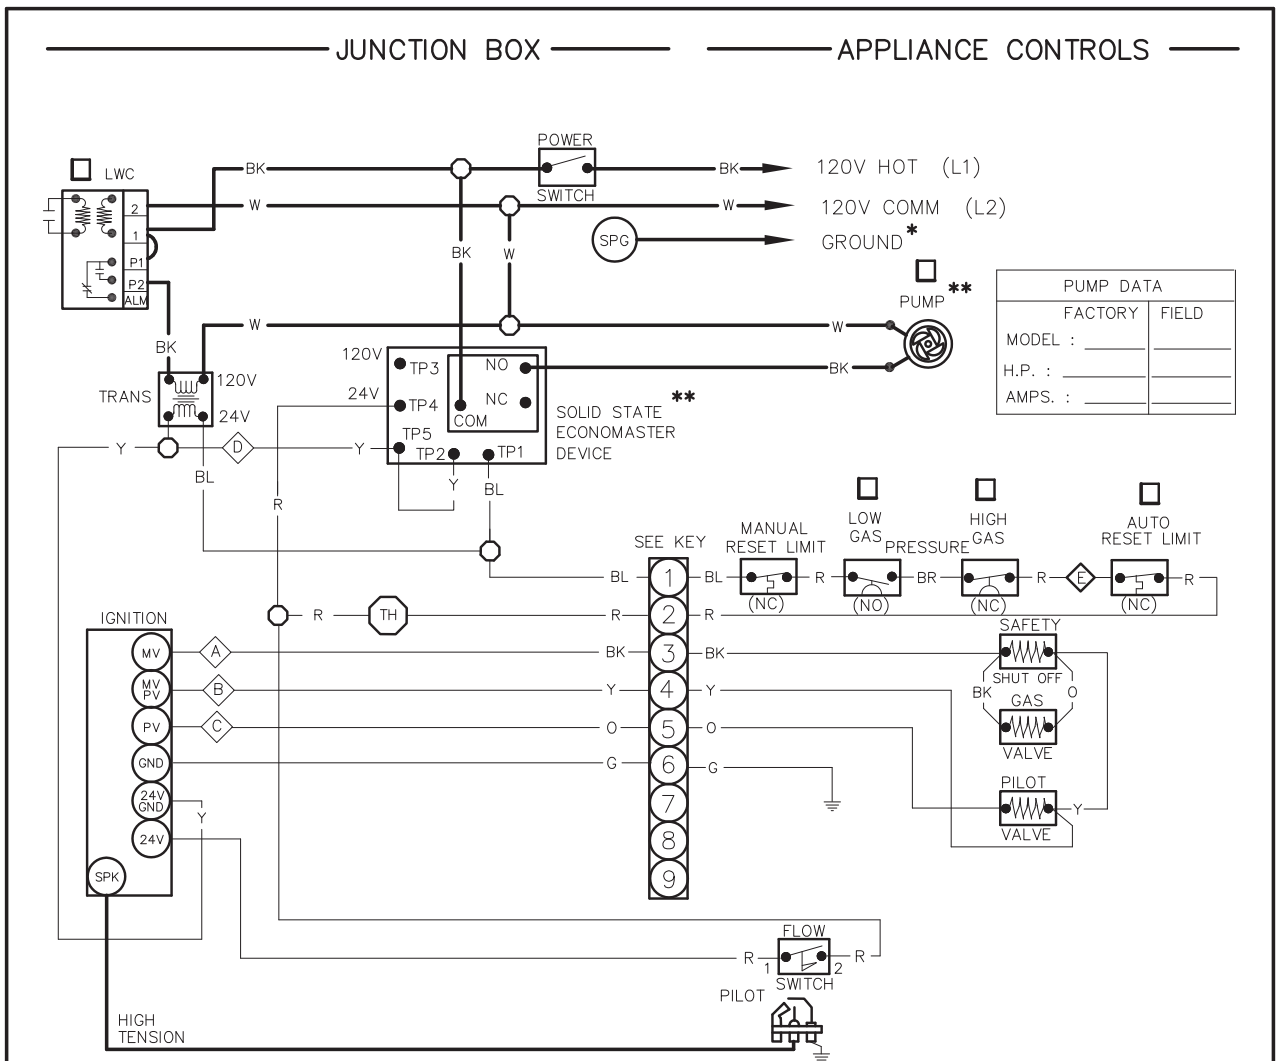 JUNCTION BOX
APPLIANCE CONTROLS
POWER
LWC
BK
BK
120V HOT (L1)
SWITCH
2
W
W
120V COMM (L2)
1
SPG
GROUND*
BK
W
P1
P2
ALM
PUMP **
PUMP DATA
FACTORY FIELD
MODEL :
H.P. :
AMPS. :
W
W
BK
120V
TP3
NO
BK
TRANS
120V
24V
24V
TP4
NC
COM
SOLID STATE **
ECONOMASTER
DEVICE
Y
D
Y
TP5
TP2
TP1
BL
Y
BL
R
SEE KEY
MANUAL
RESET LIMIT
LOW
GAS
PRESSURE
HIGH
GAS
AUTO
RESET LIMIT
BL
1
BL
R
BR
R
E
R
(NC)
(NO)
(NC)
(NC)
R
TH
R
2
R
IGNITION
SAFETY
MV
A
BK
3
BK
SHUT OFF
MV
PV
B
Y
4
Y
BK
O
GAS
PV
C
O
5
O
VALVE
GND
G
6
G
PILOT
24V
GND
Y
7
Y
VALVE
24V
8
SPK
9
FLOW
R
1
2
R
SWITCH
PILOT
HIGH
TENSION